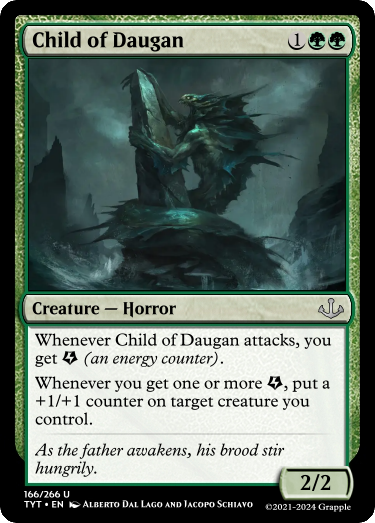 Child of Daugan 1
Creature — Horror
Whenever Child of Daugan attacks, you
get (an energy counter).
Whenever you get one or more , put a
+1/+1 counter on target creature you
control.
As the father awakens, his brood stir
hungrily.
2/2
166/266 U
TYT • EN Alberto Dal Lago and Jacopo Schiavo
©2021-2024 Grapple